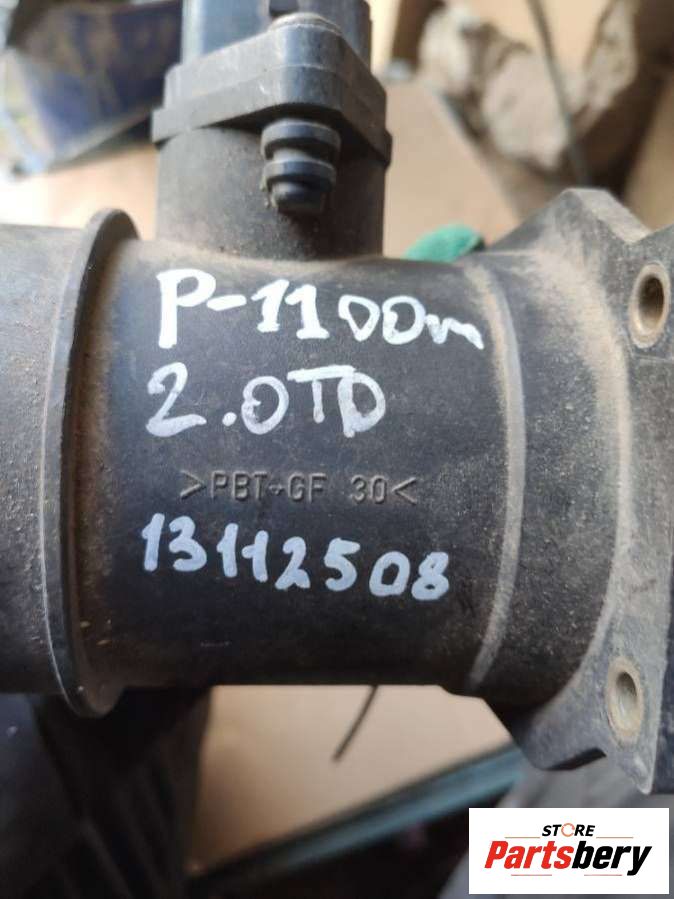 P-1100m
2.0TD
>PBT+GF 30<
13112508
STORE
Partsbery